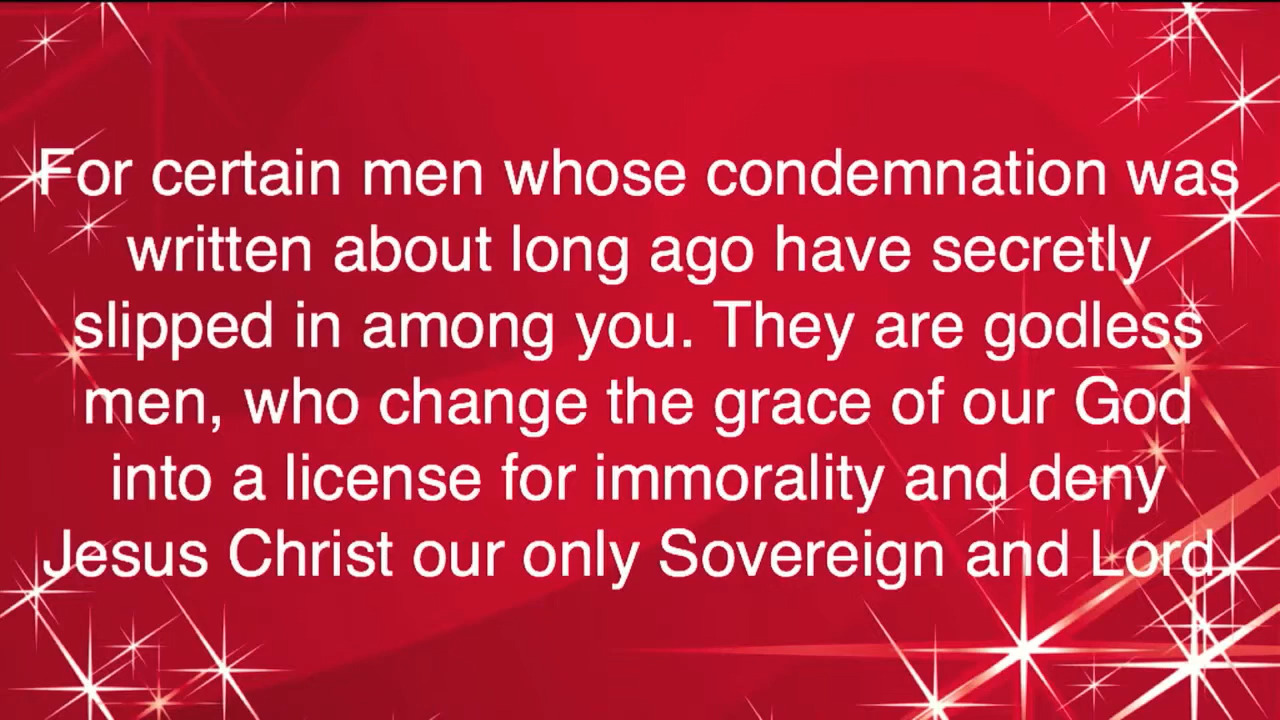 For certain men whose condemnation was
written about long ago have secretly
slipped in among you. They are godless
men, who change the grace of our God
into a license for immorality and deny
Jesus Christ our only Sovereign and Lord.